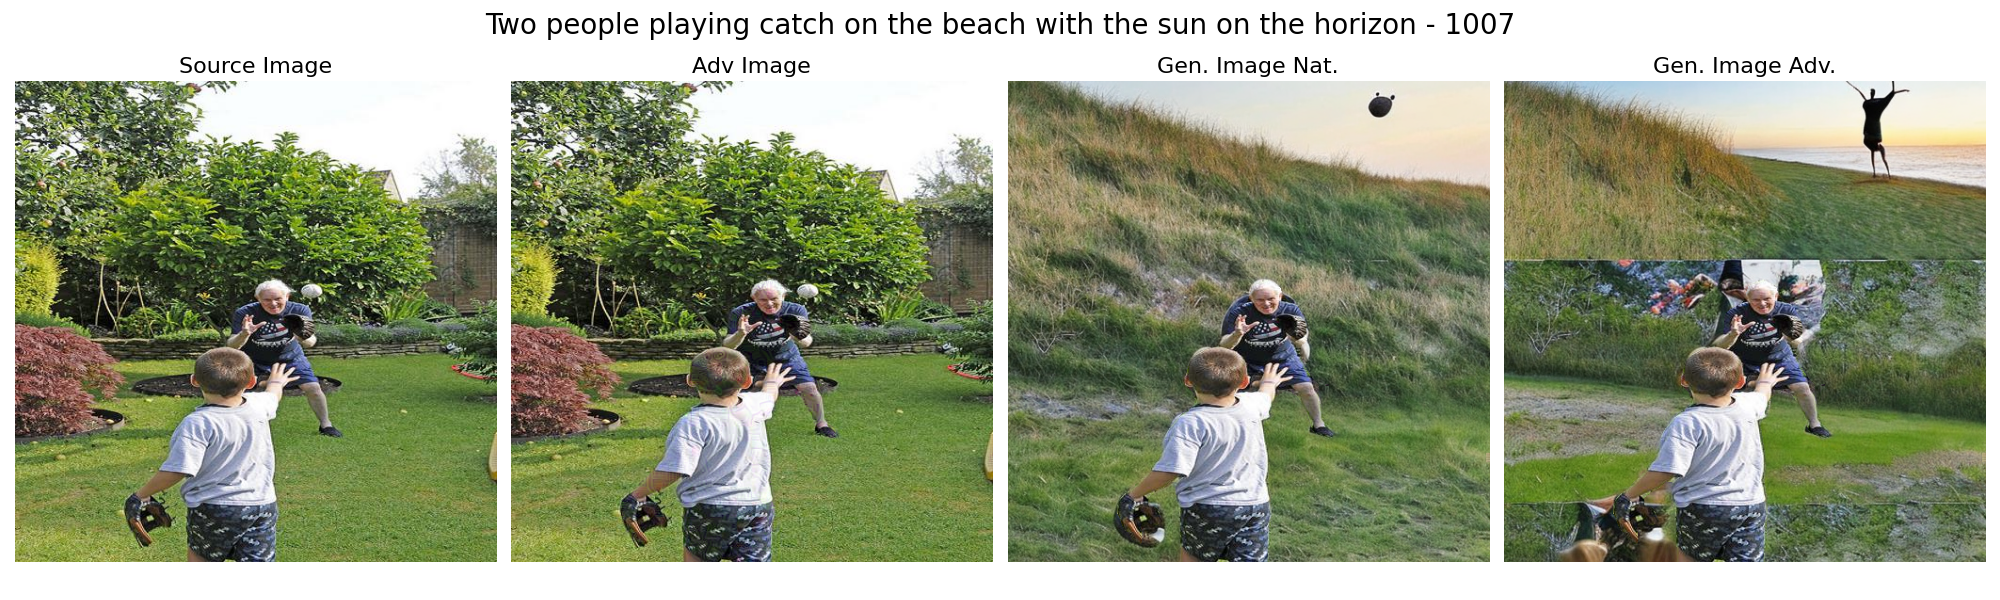 Two people playing catch on the beach with the sun on the horizon - 1007
Source Image
Adv Image
Gen. Image Nat.
Gen. Image Adv.